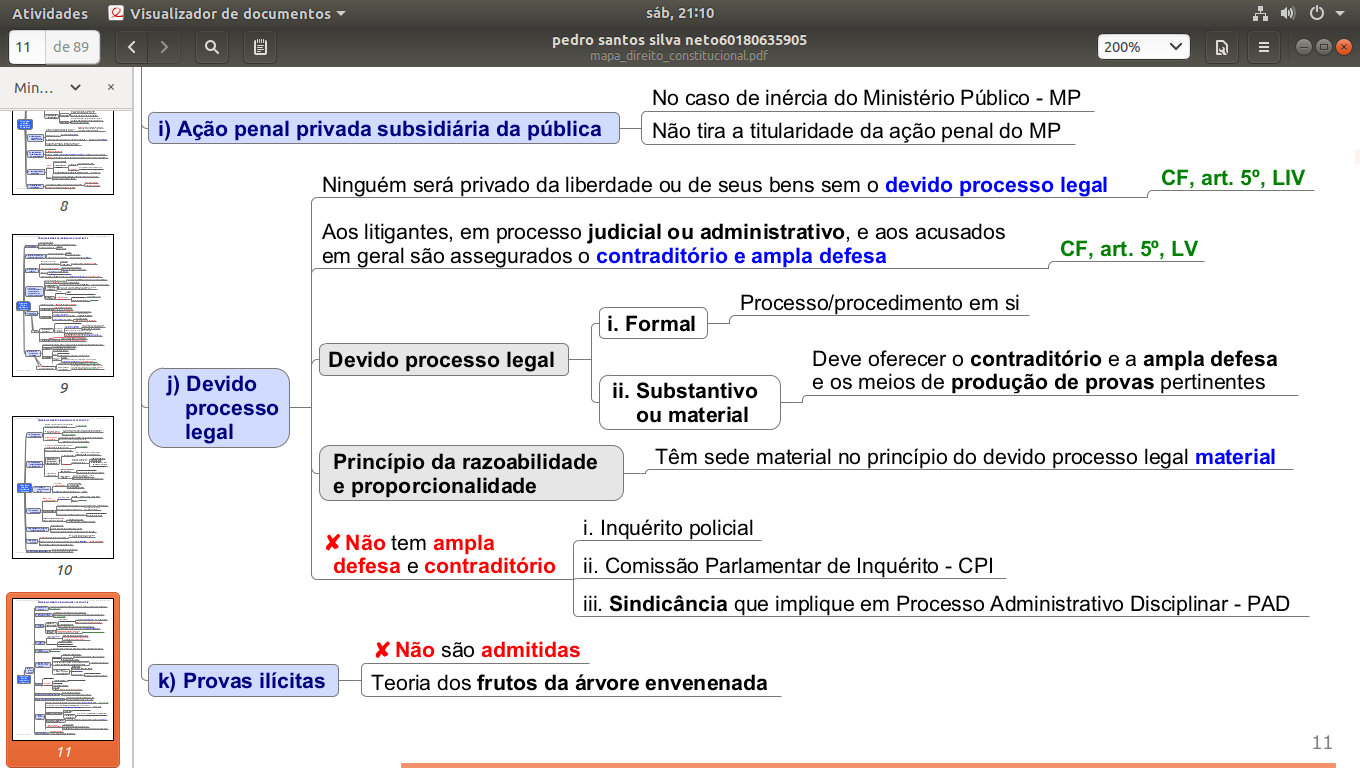 Atividades
Visualizador de documentos
sáb, 21:10
11
de 89
pedro santos silva neto60180635905
mapa_direito_constitucional.pdf
200%
Min...
8
9
10
11
i) Ação penal privada subsidiária da pública
No caso de inércia do Ministério Público - MP
Não tira a titularidade da ação penal do MP
j) Devido
processo
legal
Ninguém será privado da liberdade ou de seus bens sem o devido processo legal
CF, art. 5º, LIV
Aos litigantes, em processo judicial ou administrativo, e aos acusados
em geral são assegurados o contraditório e ampla defesa
CF, art. 5º, LV
Devido processo legal
i. Formal
Processo/procedimento em si
ii. Substantivo
ou material
Deve oferecer o contraditório e a ampla defesa
e os meios de produção de provas pertinentes
Princípio da razoabilidade
e proporcionalidade
Têm sede material no princípio do devido processo legal material
✘ Não tem ampla
defesa e contraditório
i. Inquérito policial
ii. Comissão Parlamentar de Inquérito - CPI
iii. Sindicância que implique em Processo Administrativo Disciplinar - PAD
k) Provas ilícitas
✘ Não são admitidas
Teoria dos frutos da árvore envenenada
11